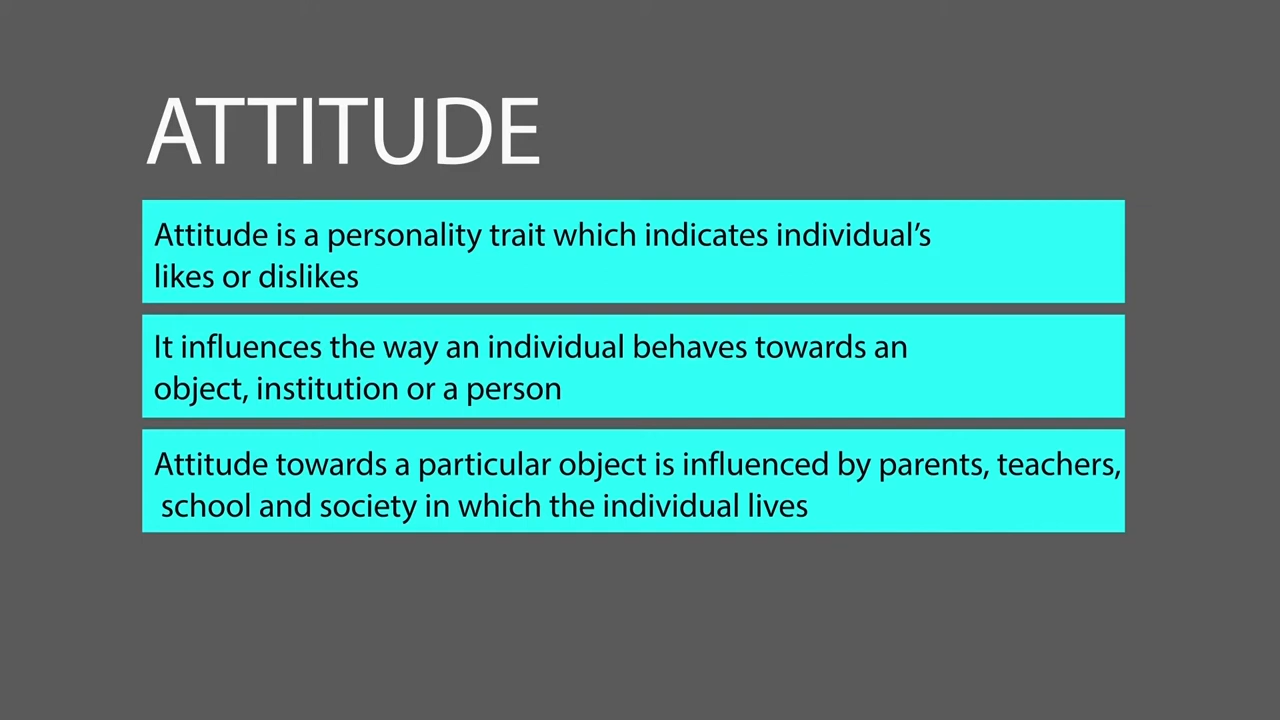 ATTITUDE
Attitude is a personality trait which indicates individual’s
likes or dislikes
It influences the way an individual behaves towards an
object, institution or a person
Attitude towards a particular object is influenced by parents, teachers,
school and society in which the individual lives